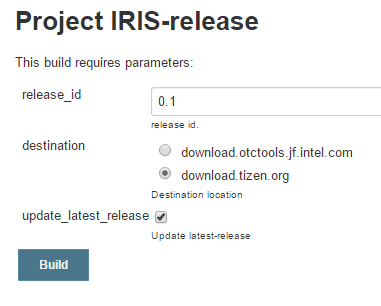 Project IRIS-release
This build requires parameters:
release_id
0.1
release id.
destination
download.otctools.jf.intel.com
download.tizen.org
Destination location
update_latest_release
Update latest-release
Build